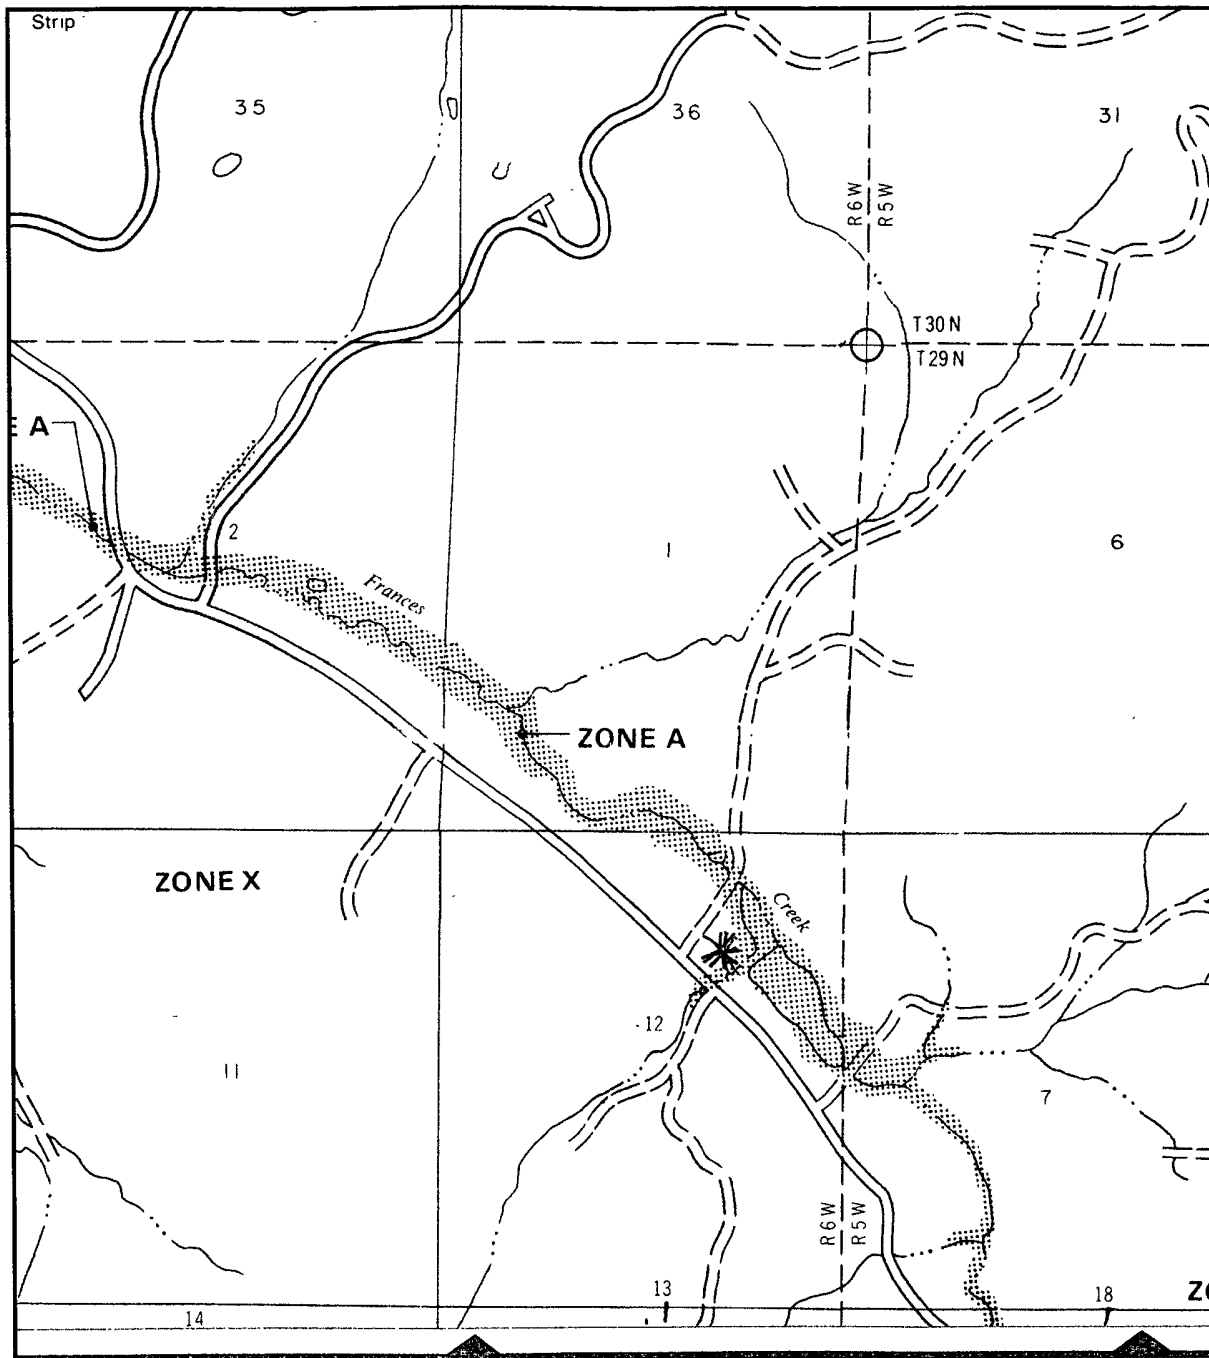 Strip
35
36
31
R6W
R5W
T30N
T29N
E A
2
1
6
Frances
ZONE A
ZONE X
Creek
12
11
7
R6W
R5W
13
18
14